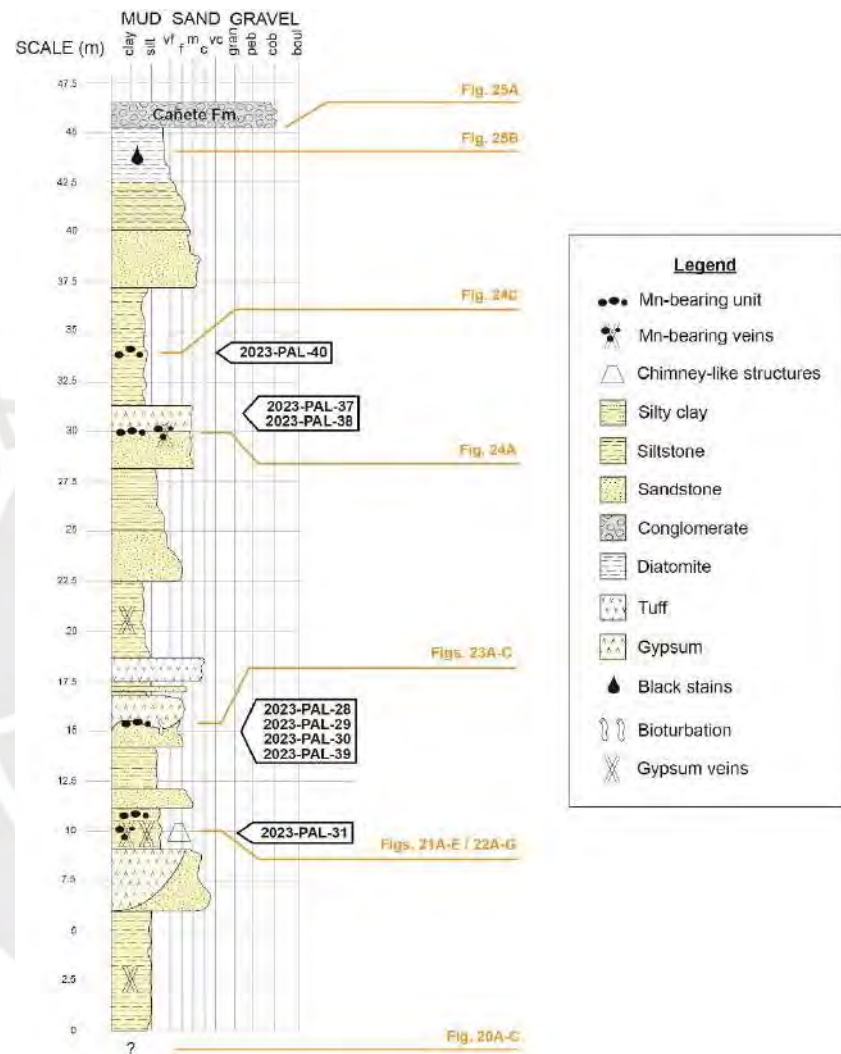 MUD SAND GRAVEL
SCALE (m)
clay
silt
vf
f
m
c
vc
gran
peb
cob
boul
47.5
Fig. 25A
Cañete Fm.
45
Fig. 25B
42.5
40
37.5
Fig. 24C
35
2023-PAL-40
32.5
2023-PAL-37
2023-PAL-38
30
Fig. 24A
27.5
25
22.5
20
Figs. 23A-C
17.5
2023-PAL-28
2023-PAL-29
2023-PAL-30
2023-PAL-39
15
12.5
10
2023-PAL-31
Figs. 21A-E / 22A-G
7.5
5
2.5
0
?
Fig. 20A-C
Legend
Mn-bearing unit
Mn-bearing veins
Chimney-like structures
Silty clay
Siltstone
Sandstone
Conglomerate
Diatomite
Tuff
Gypsum
Black stains
Bioturbation
Gypsum veins